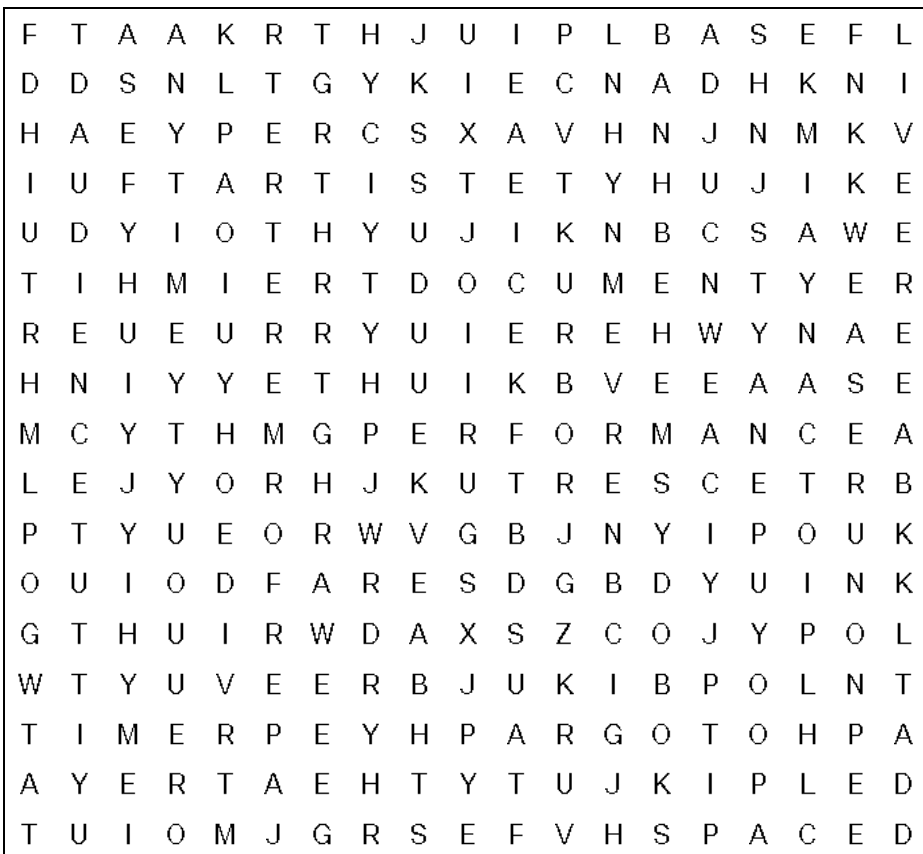 F T A A K R T H J U I P L B A S E F L
D D S N L T G Y K I E C N A D H K N I
H A E Y P E R C S X A V H N J N M K V
I U F T A R T I S T E T Y H U J I K E
U D Y I O T H Y U J I K N B C S A W E
T I H M I E R T D O C U M E N T Y E R
R E U E U R R Y U I E R E H W Y N A E
H N I Y Y E T H U I K B V E E A A S E
M C Y T H M G P E R F O R M A N C E A
L E J Y O R H J K U T R E S C E T R B
P T Y U E O R W V G B J N Y I P O U K
O U I O D F A R E S D G B D Y U I N K
G T H U I R W D A X S Z C O J Y P O L
W T Y U V E E R B J U K I B P O L N T
T I M E R P E Y H P A R G O T O H P A
A Y E R T A E H T Y T U J K I P L E D
T U I O M J G R S E F V H S P A C E D